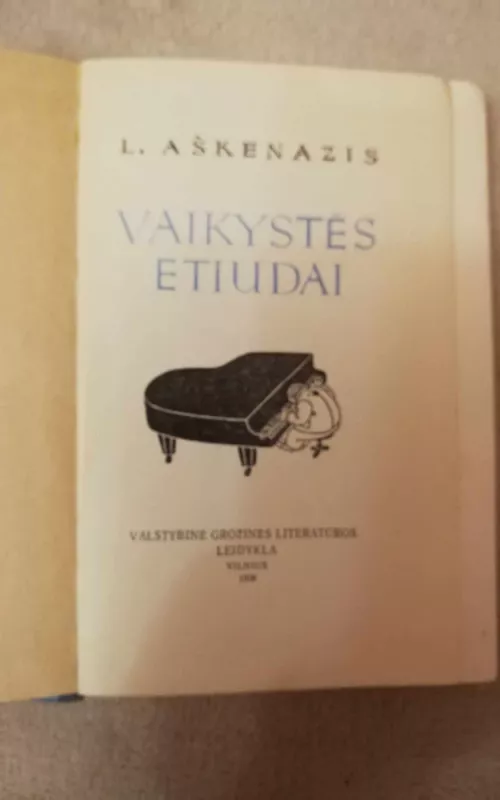 L. AŠKENAZIS
VAIKYSTĖS
ETIUDAI
VALSTYBINĖ GROŽINĖS LITERATŪROS
LEIDYKLA
VILNIUS